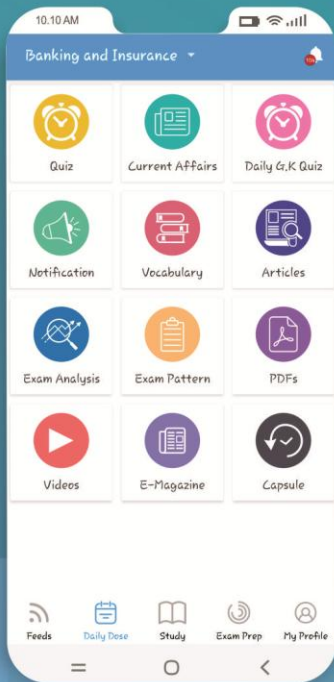 10.10 AM
Banking and Insurance
Quiz
Current Affairs
Daily G.K Quiz
Notification
Vocabulary
Articles
Exam Analysis
Exam Pattern
PDFs
Videos
E-Magazine
Capsule
Feeds
Daily Dose
Study
Exam Prep
My Profile